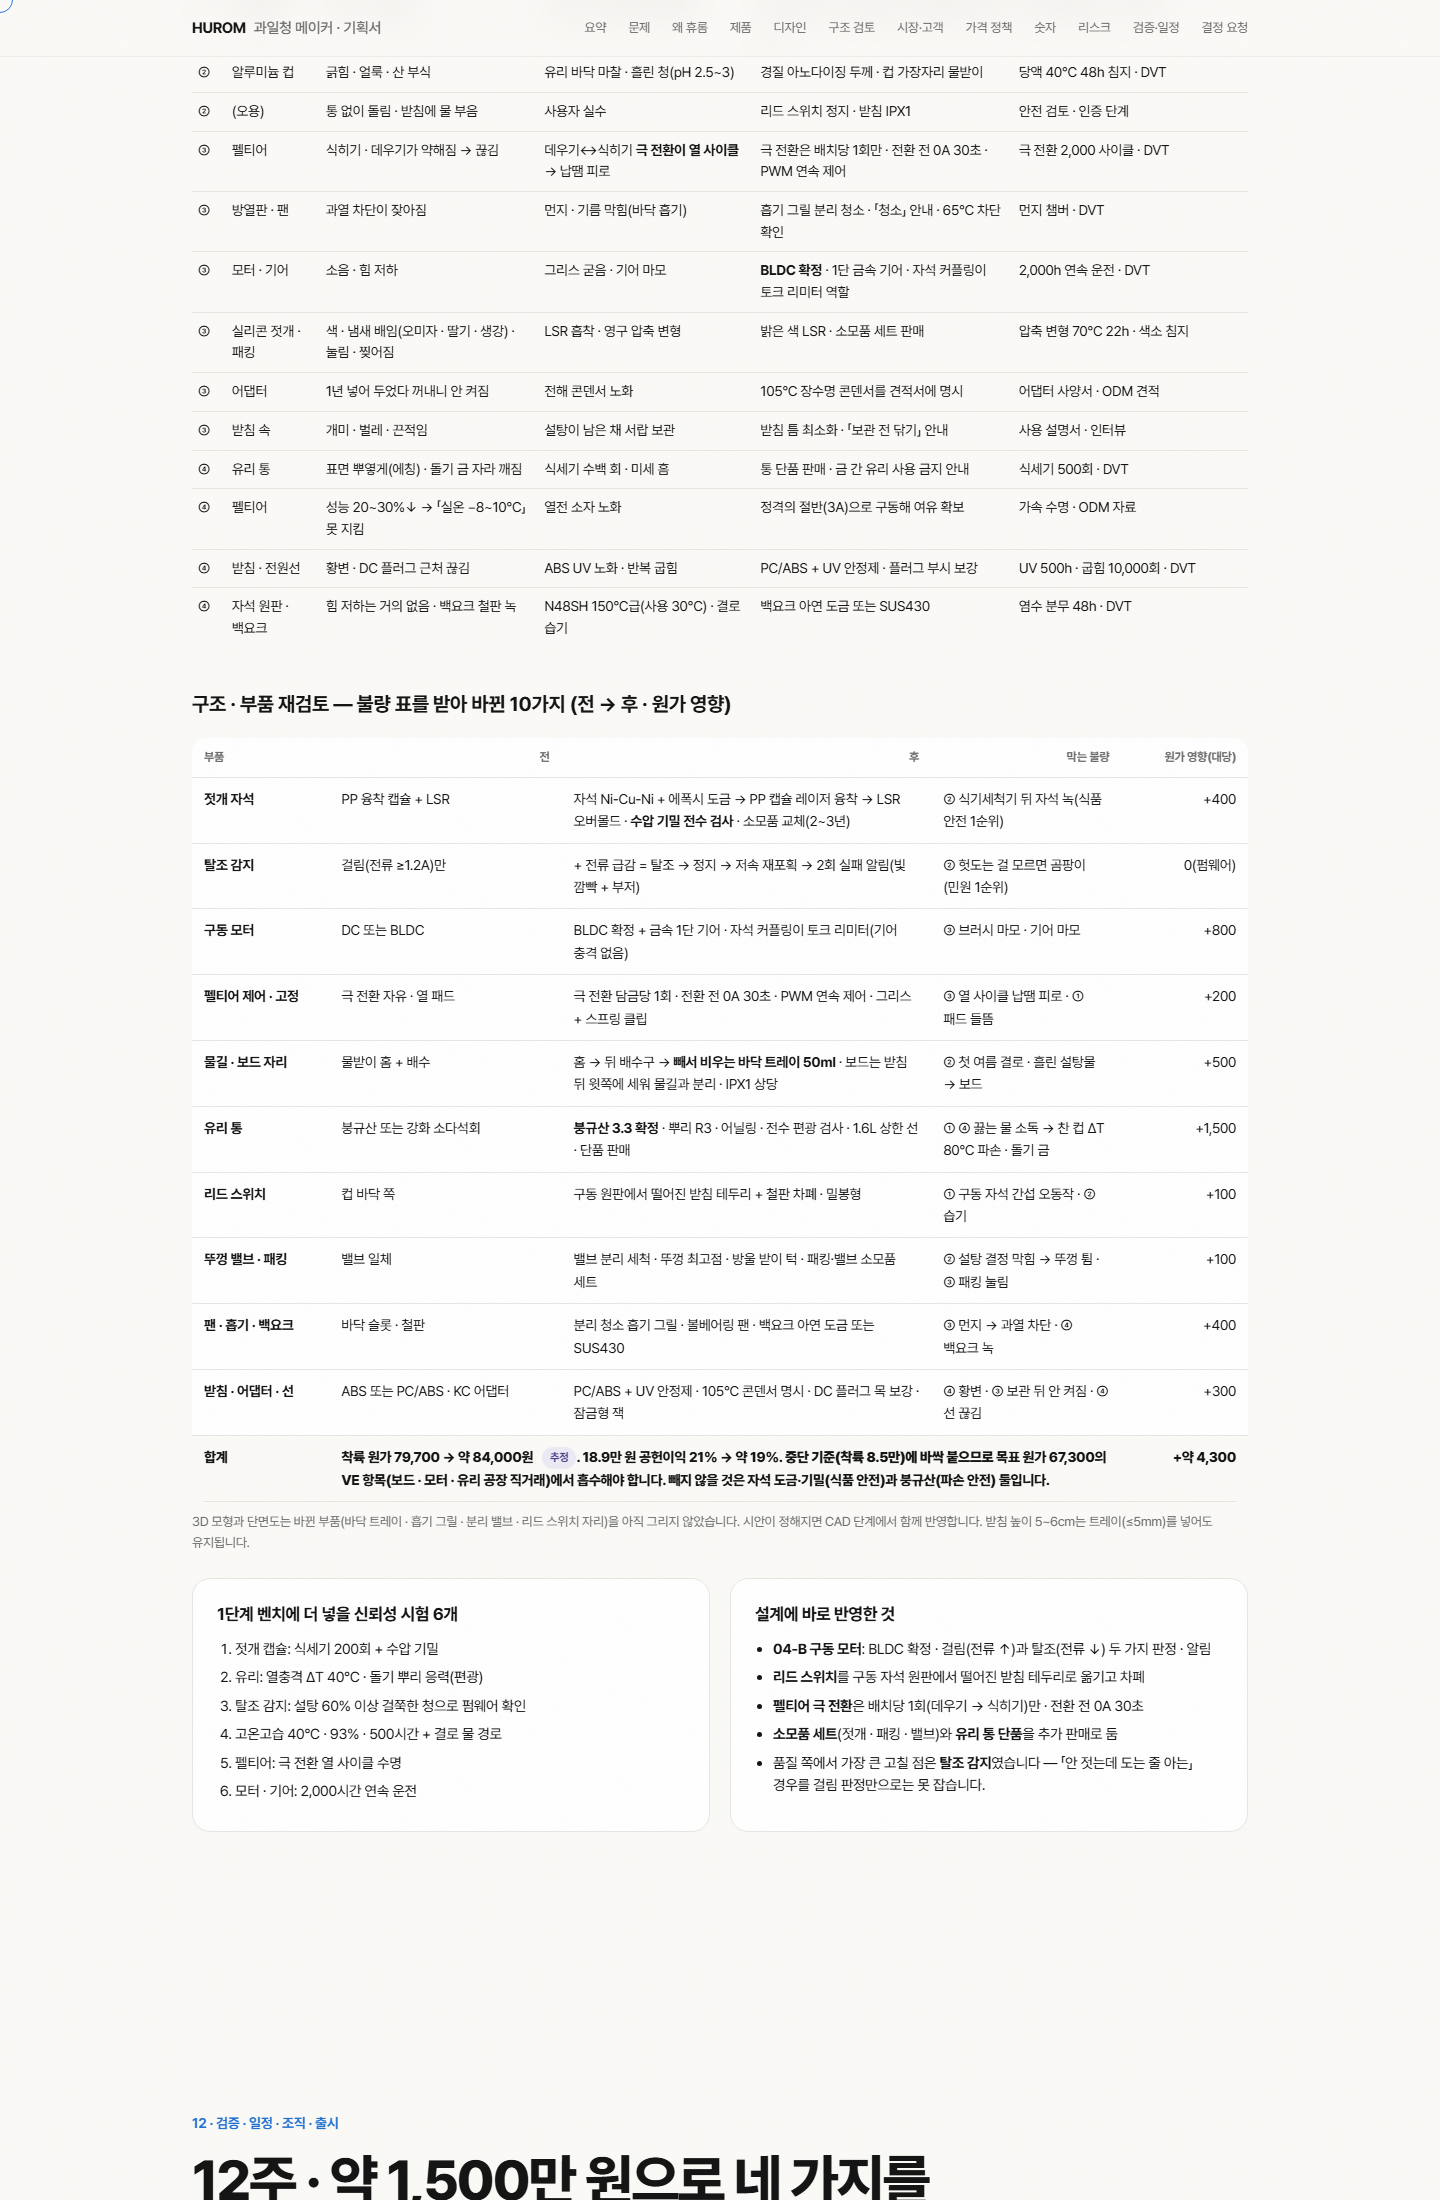 HUROM 과일청 메이커 · 기획서
요약 문제 왜 휴롬 제품 디자인 구조 검토 시장·고객 가격 정책 숫자 리스크 검증·일정 결정 요청
② 알루미늄 컵 긁힘 · 얼룩 · 산 부식 유리 바닥 마찰 · 흘린 청(pH 2.5~3) 경질 아노다이징 두께 · 컵 가장자리 물받이 당액 40℃ 48h 침지 · DVT
② (오용) 통 없이 돌림 · 받침에 물 부음 사용자 실수 리드 스위치 정지 · 받침 IPX1 안전 검토 · 인증 단계
③ 펠티어 식히기 · 데우기가 약해짐 → 끊김 데우기↔식히기 극 전환이 열 사이클 극 전환은 배치당 1회만 · 전환 전 0A 30초 · 극 전환 2,000 사이클 · DVT
→ 납땜 피로 PWM 연속 제어
③ 방열판 · 팬 과열 차단이 잦아짐 먼지 · 기름 막힘(바닥 흡기) 흡기 그릴 분리 청소 · 「청소」 안내 · 65℃ 차단 먼지 챔버 · DVT
확인
③ 모터 · 기어 소음 · 힘 저하 그리스 굳음 · 기어 마모 BLDC 확정 · 1단 금속 기어 · 자석 커플링이 2,000h 연속 운전 · DVT
토크 리미터 역할
③ 실리콘 젓개 · 색 · 냄새 배임(오미자 · 딸기 · 생강) · LSR 흡착 · 영구 압축 변형 밝은 색 LSR · 소모품 세트 판매 압축 변형 70℃ 22h · 색소 침지
패킹 눌림 · 찢어짐
③ 어댑터 1년 넣어 두었다 꺼내니 안 켜짐 전해 콘덴서 노화 105℃ 장수명 콘덴서를 견적서에 명시 어댑터 사양서 · ODM 견적
③ 받침 속 개미 · 벌레 · 끈적임 설탕이 남은 채 서랍 보관 받침 틈 최소화 · 「보관 전 닦기」 안내 사용 설명서 · 인터뷰
④ 유리 통 표면 뿌옇게(에칭) · 돌기 금 자라 깨짐 식세기 수백 회 · 미세 흠 통 단품 판매 · 금 간 유리 사용 금지 안내 식세기 500회 · DVT
④ 펠티어 성능 20~30%↓ → 「실온 −8~10℃」 열전 소자 노화 정격의 절반(3A)으로 구동해 여유 확보 가속 수명 · ODM 자료
못 지킴
④ 받침 · 전원선 황변 · DC 플러그 근처 끊김 ABS UV 노화 · 반복 굽힘 PC/ABS + UV 안정제 · 플러그 부시 보강 UV 500h · 굽힘 10,000회 · DVT
④ 자석 원판 · 힘 저하는 거의 없음 · 백요크 철판 녹 N48SH 150℃급(사용 30℃) · 결로 백요크 아연 도금 또는 SUS430 염수 분무 48h · DVT
백요크 습기
구조 · 부품 재검토 — 불량 표를 받아 바뀐 10가지 (전 → 후 · 원가 영향)
부품 전 후 막는 불량 원가 영향(대당)
젓개 자석 PP 융착 캡슐 + LSR 자석 Ni-Cu-Ni + 에폭시 도금 → PP 캡슐 레이저 융착 → LSR ② 식기세척기 뒤 자석 녹(식품 +400
오버몰드 · 수압 기밀 전수 검사 · 소모품 교체(2~3년) 안전 1순위)
탈조 감지 걸림(전류 ≥1.2A)만 + 전류 급감 = 탈조 → 정지 → 저속 재포획 → 2회 실패 알림(빛 ② 헛도는 걸 모르면 곰팡이 0(펌웨어)
깜빡 + 부저) (민원 1순위)
구동 모터 DC 또는 BLDC BLDC 확정 + 금속 1단 기어 · 자석 커플링이 토크 리미터(기어 ③ 브러시 마모 · 기어 마모 +800
충격 없음)
펠티어 제어 · 고정 극 전환 자유 · 열 패드 극 전환 담금당 1회 · 전환 전 0A 30초 · PWM 연속 제어 · 그리스 ③ 열 사이클 납땜 피로 · ① +200
+ 스프링 클립 패드 들뜸
물길 · 보드 자리 물받이 홈 + 배수 홈 → 뒤 배수구 → 빼서 비우는 바닥 트레이 50ml · 보드는 받침 ② 첫 여름 결로 · 흘린 설탕물 +500
뒤 윗쪽에 세워 물길과 분리 · IPX1 상당 → 보드
유리 통 붕규산 또는 강화 소다석회 붕규산 3.3 확정 · 뿌리 R3 · 어닐링 · 전수 편광 검사 · 1.6L 상한 선 ① ④ 끓는 물 소독 → 찬 컵 ΔT +1,500
· 단품 판매 80℃ 파손 · 돌기 금
리드 스위치 컵 바닥 쪽 구동 원판에서 떨어진 받침 테두리 + 철판 차폐 · 밀봉형 ① 구동 자석 간섭 오동작 · ② +100
습기
뚜껑 밸브 · 패킹 밸브 일체 밸브 분리 세척 · 뚜껑 최고점 · 방울 받이 턱 · 패킹·밸브 소모품 ② 설탕 결정 막힘 → 뚜껑 튐 · +100
세트 ③ 패킹 눌림
팬 · 흡기 · 백요크 바닥 슬롯 · 철판 분리 청소 흡기 그릴 · 볼베어링 팬 · 백요크 아연 도금 또는 ③ 먼지 → 과열 차단 · ④ +400
SUS430 백요크 녹
받침 · 어댑터 · 선 ABS 또는 PC/ABS · KC 어댑터 PC/ABS + UV 안정제 · 105℃ 콘덴서 명시 · DC 플러그 목 보강 · ④ 황변 · ③ 보관 뒤 안 켜짐 · ④ +300
잠금형 잭 선 끊김
합계 착륙 원가 79,700 → 약 84,000원 추정 . 18.9만 원 공헌이익 21% → 약 19%. 중단 기준(착륙 8.5만)에 바싹 붙으므로 목표 원가 67,300의 +약 4,300
VE 항목(보드 · 모터 · 유리 공장 직거래)에서 흡수해야 합니다. 빼지 않을 것은 자석 도금·기밀(식품 안전)과 붕규산(파손 안전) 둘입니다.
3D 모형과 단면도는 바뀐 부품(바닥 트레이 · 흡기 그릴 · 분리 밸브 · 리드 스위치 자리)을 아직 그리지 않았습니다. 시안이 정해지면 CAD 단계에서 함께 반영합니다. 받침 높이 5~6cm는 트레이(≤5mm)를 넣어도
유지됩니다.
1단계 벤치에 더 넣을 신뢰성 시험 6개
1. 젓개 캡슐: 식세기 200회 + 수압 기밀
2. 유리: 열충격 ΔT 40℃ · 돌기 뿌리 응력(편광)
3. 탈조 감지: 설탕 60% 이상 걸쭉한 청으로 펌웨어 확인
4. 고온고습 40℃ · 93% · 500시간 + 결로 물 경로
5. 펠티어: 극 전환 열 사이클 수명
6. 모터 · 기어: 2,000시간 연속 운전
설계에 바로 반영한 것
• 04-B 구동 모터: BLDC 확정 · 걸림(전류 ↑)과 탈조(전류 ↓) 두 가지 판정 · 알림
• 리드 스위치를 구동 자석 원판에서 떨어진 받침 테두리로 옮기고 차폐
• 펠티어 극 전환은 배치당 1회(데우기 → 식히기)만 · 전환 전 0A 30초
• 소모품 세트(젓개 · 패킹 · 밸브)와 유리 통 단품을 추가 판매로 둠
• 품질 쪽에서 가장 큰 고칠 점은 탈조 감지였습니다 — 「안 젓는데 도는 줄 아는」
경우를 걸림 판정만으로는 못 잡습니다.
12 · 검증 · 일정 · 조직 · 출시
12주 · 약 1,500만 원으로 네 가지를